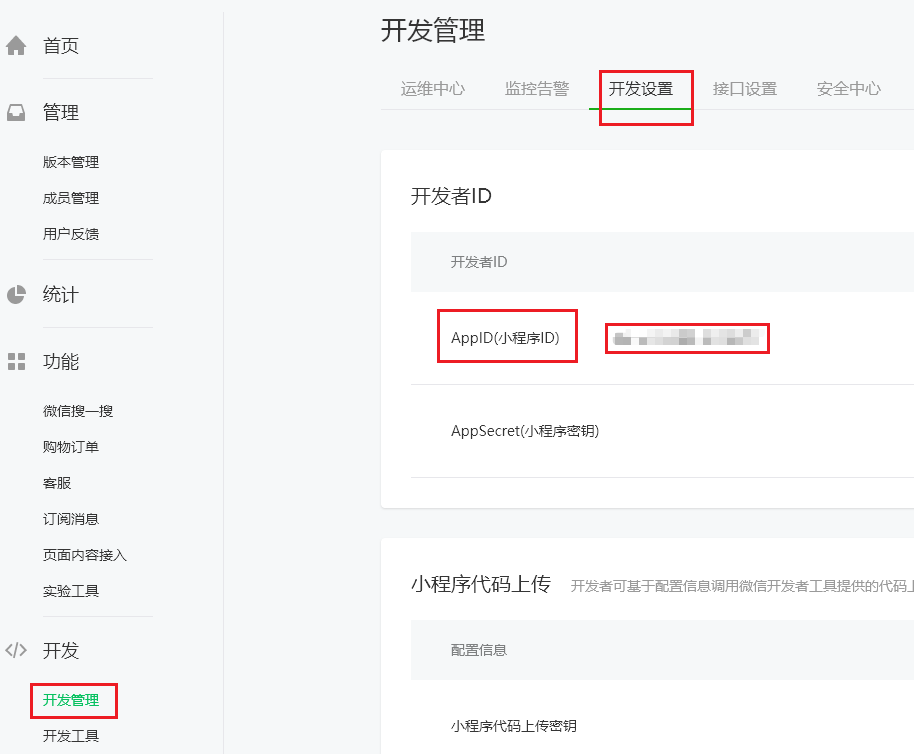 首页
管理
版本管理
成员管理
用户反馈
统计
功能
微信搜一搜
购物订单
客服
订阅消息
页面内容接入
实验工具
开发
开发管理
开发工具
开发管理
运维中心 监控告警 开发设置 接口设置 安全中心
开发者ID
开发者ID
AppID(小程序ID)
AppSecret(小程序密钥)
小程序代码上传 开发者可基于配置信息调用微信开发者工具提供的代码
配置信息
小程序代码上传密钥